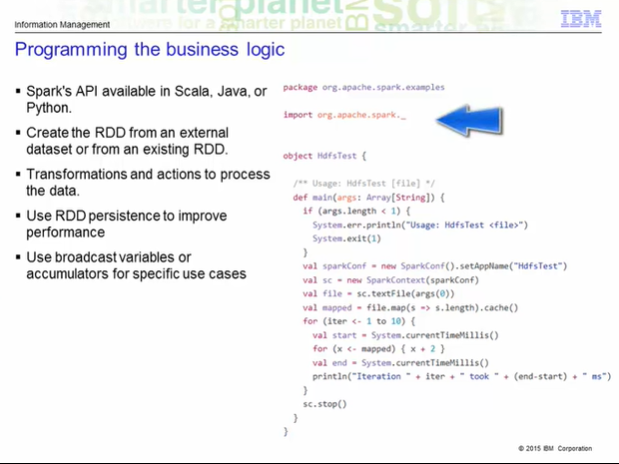 Information Management
IBM
Programming the business logic
▪ Spark's API available in Scala, Java, or
Python.
▪ Create the RDD from an external
dataset or from an existing RDD.
▪ Transformations and actions to process
the data.
▪ Use RDD persistence to improve
performance
▪ Use broadcast variables or
accumulators for specific use cases
package org.apache.spark.examples
import org.apache.spark._
object HdfsTest {
/** Usage: HdfsTest [file] */
def main(args: Array[String]) {
if (args.length < 1) {
System.err.println("Usage: HdfsTest <file>")
System.exit(1)
}
val sparkConf = new SparkConf().setAppName("HdfsTest")
val sc = new SparkContext(sparkConf)
val file = sc.textFile(args(0))
val mapped = file.map(s => s.length).cache()
for (iter <- 1 to 10) {
val start = System.currentTimeMillis()
for (x <- mapped) { x + 2 }
val end = System.currentTimeMillis()
println("Iteration " + iter + " took " + (end-start) + " ms")
}
sc.stop()
}
}
© 2015 IBM Corporation